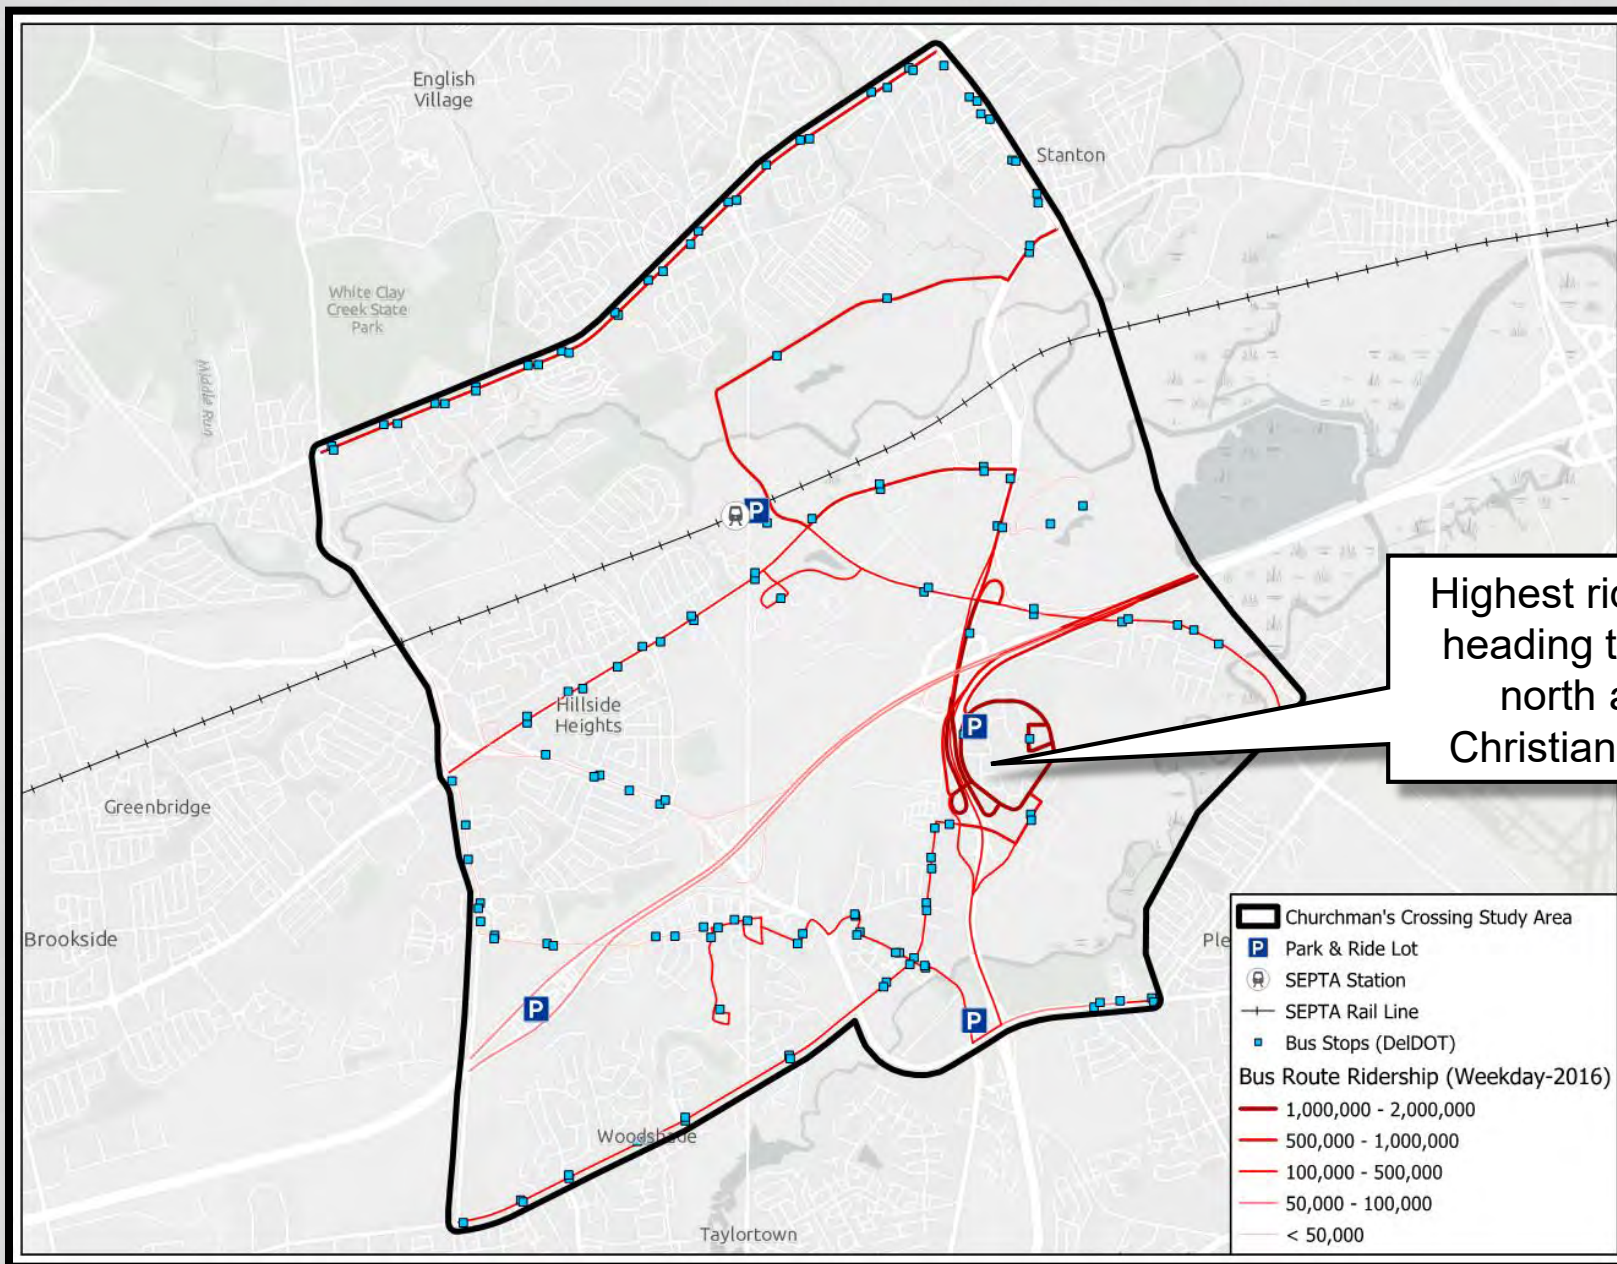 English
Village
Stanton
White Clay
Creek State
Park
Middle Run
P
Highest
heading
north
Hillside
Heights
P
Greenbridge
Brookside
P
P
Woodshade
Taylortown
Churchman's Crossing Study Area
P Park & Ride Lot
SEPTA Station
SEPTA Rail Line
Bus Stops (DelDOT)
Bus Route Ridership (Weekday-2016)
1,000,000 - 2,000,000
500,000 - 1,000,000
100,000 - 500,000
50,000 - 100,000
< 50,000